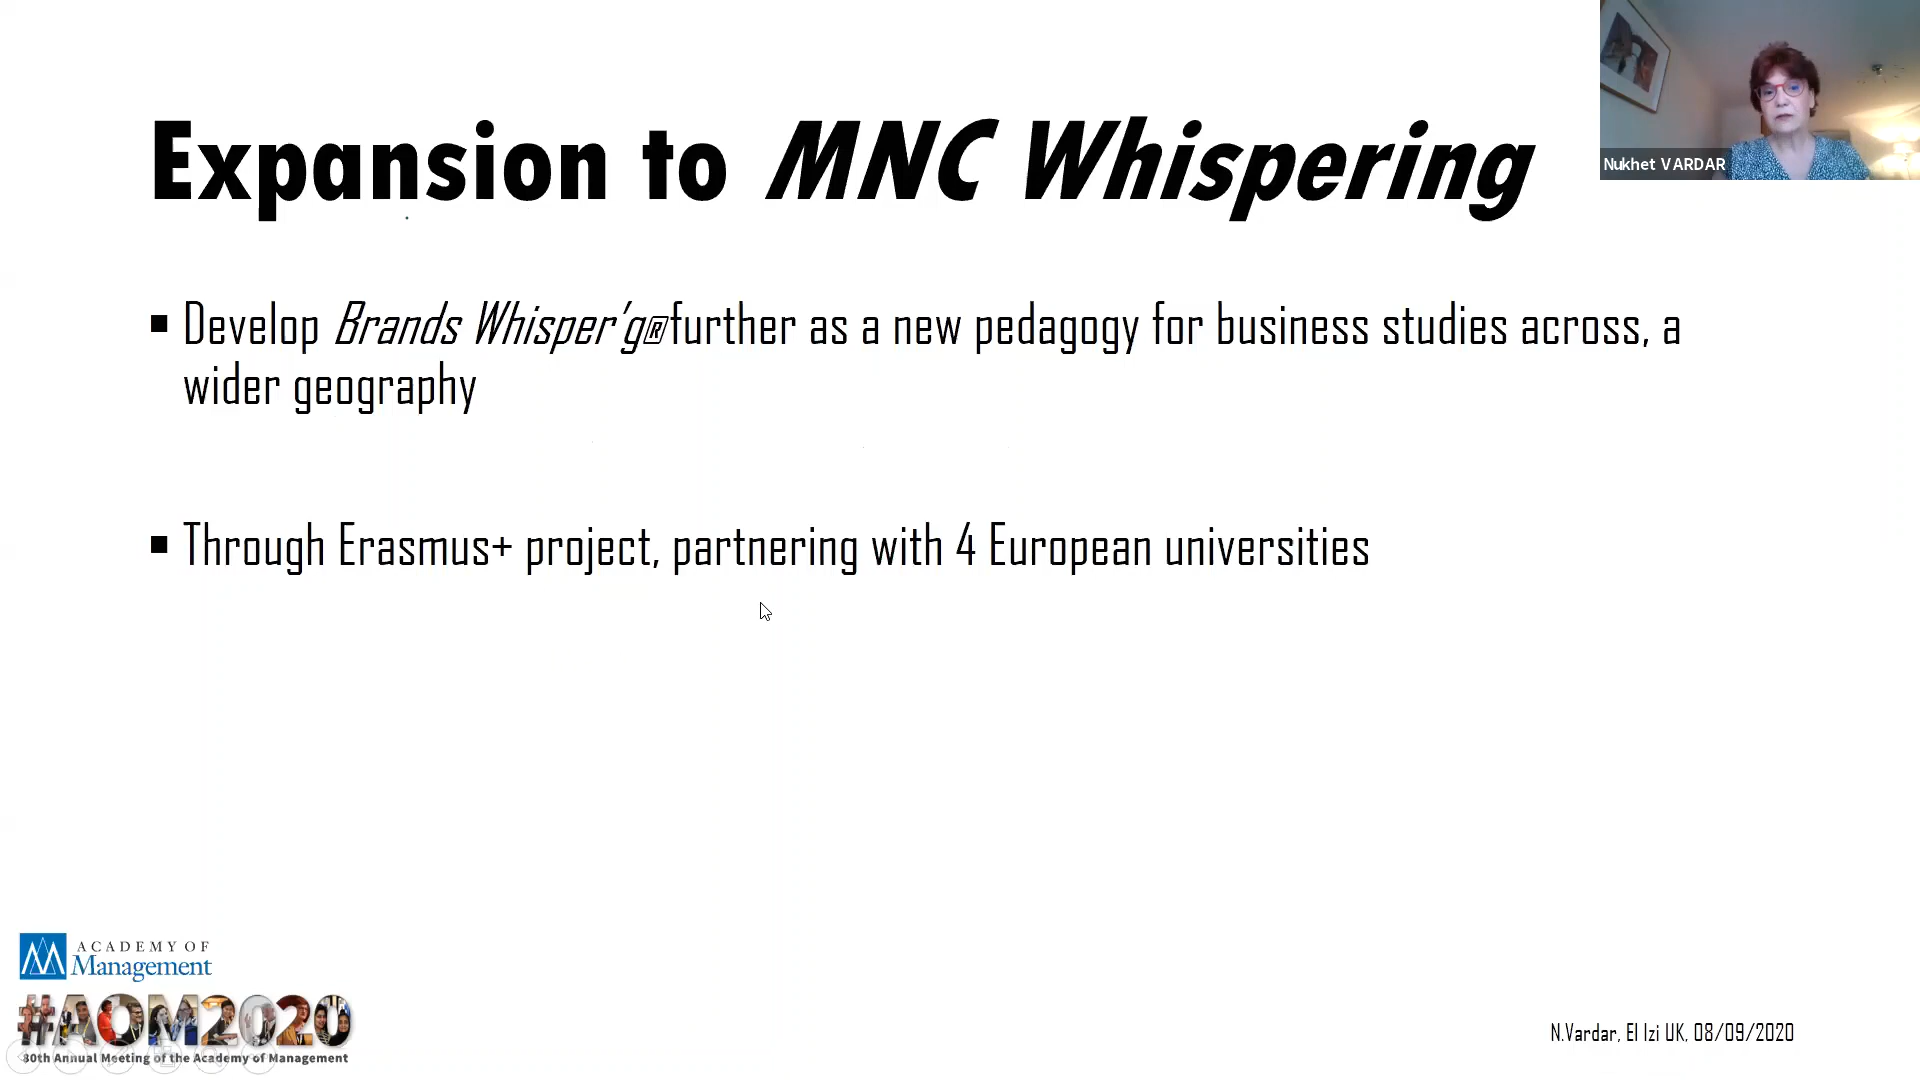 Expansion to MNC Whispering
Nukhet VARDAR
▪ Develop Brands Whisper'g® further as a new pedagogy for business studies across, a
wider geography
▪ Through Erasmus+ project, partnering with 4 European universities
ACADEMY OF
Management
#AOM2020
80th Annual Meeting of the Academy of Management
N.Vardar, El Izi UK, 08/09/2020